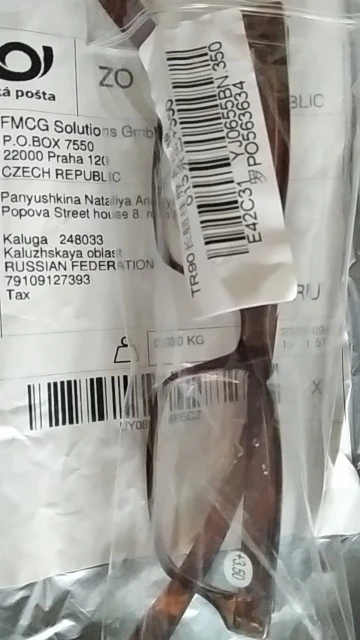 ká pošta
ZO
BLIC
FMCG Solutions Gmb
P.O.BOX 7550
22000 Praha 120
CZECH REPUBLIC
Panyushkina Nataliya An
Popova Street house 8.
Kaluga 248033
Kaluzhskaya oblast
RUSSIAN FEDERATION
79109127393
Tax
YJ0655BN 350
PO563634
E42C31
TR90
KG
X
+3.50